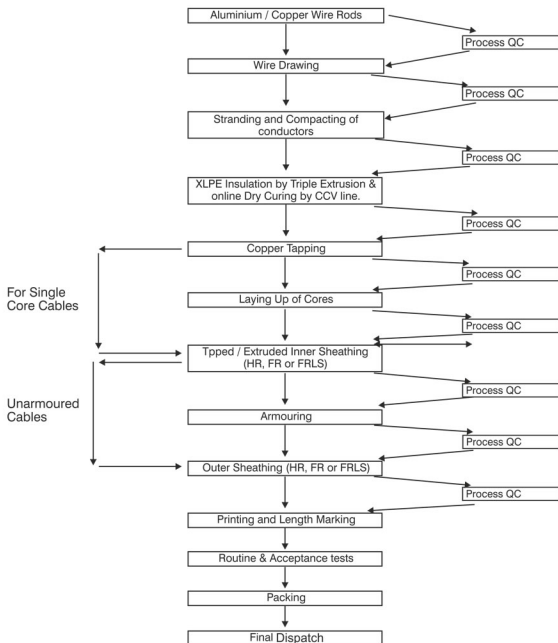 Aluminium / Copper Wire Rods
Process QC
Wire Drawing
Process QC
Stranding and Compacting of
conductors
Process QC
XLPE Insulation by Triple Extrusion &
online Dry Curing by CCV line.
Process QC
Copper Tapping
Process QC
For Single
Core Cables
Laying Up of Cores
Process QC
Tpped / Extruded Inner Sheathing
(HR, FR or FRLS)
Process QC
Unarmoured
Cables
Armouring
Process QC
Outer Sheathing (HR, FR or FRLS)
Process QC
Printing and Length Marking
Routine & Acceptance tests
Packing
Final Dispatch